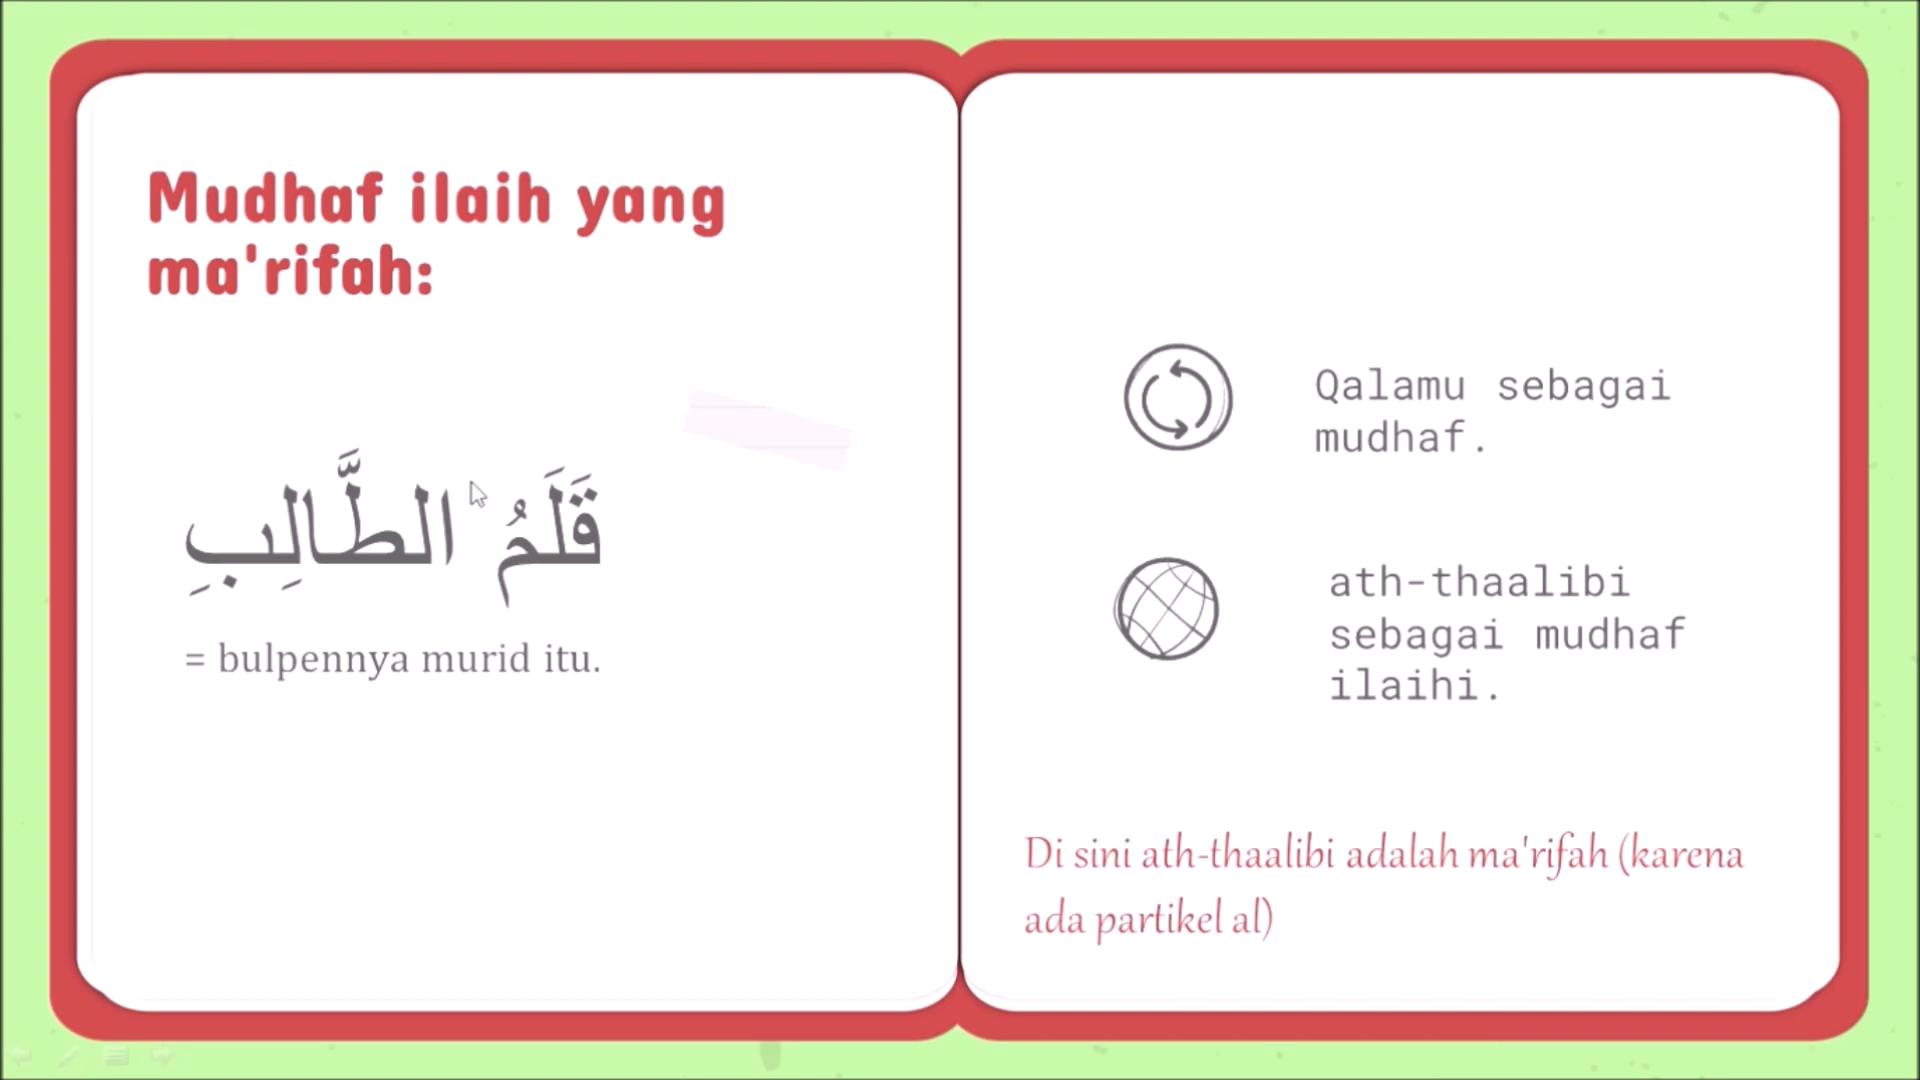 Mudhaf ilaih yang
ma'rifah:
قَلَمُ الطَّالِبِ
= bulpennya murid itu.
Qalamu sebagai
mudhaf.
ath-thaalibi
sebagai mudhaf
ilaihi.
Di sini ath-thaalibi adalah ma'rifah (karena
ada partikel al)